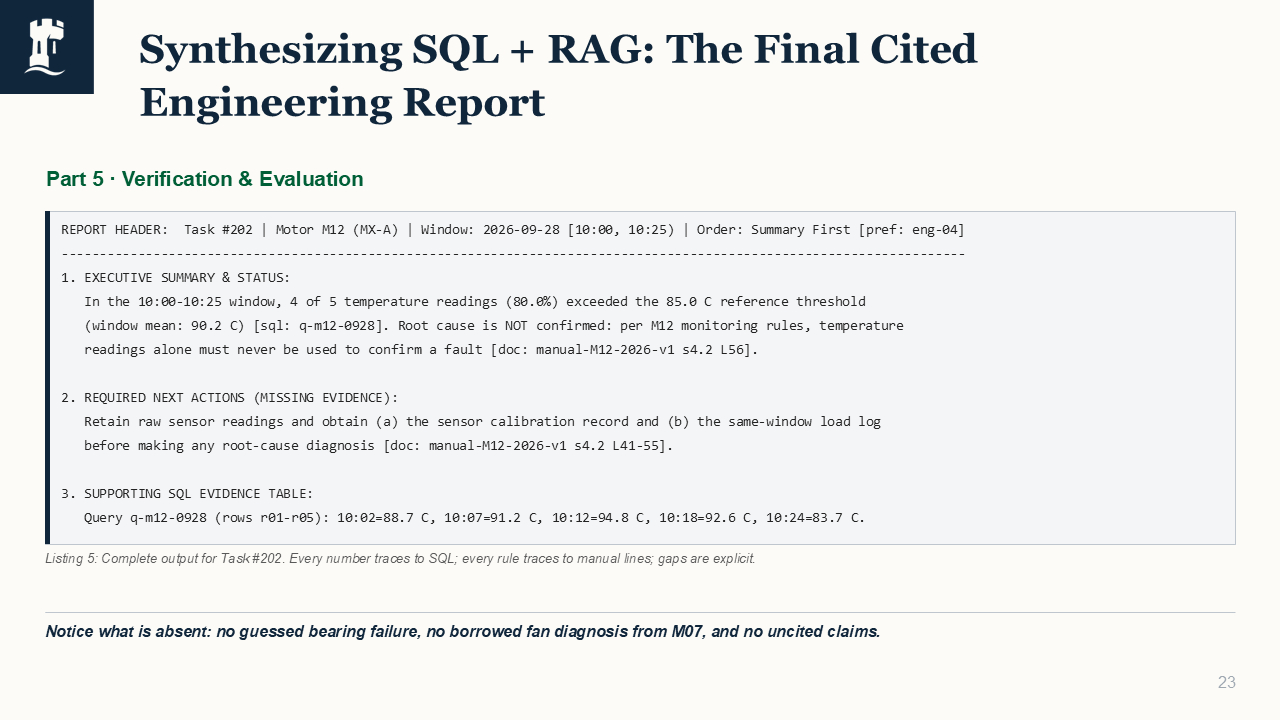 Synthesizing SQL + RAG: The Final Cited
Engineering Report
Part 5 · Verification & Evaluation
REPORT HEADER:  Task #202 | Motor M12 (MX-A) | Window: 2026-09-28 [10:00, 10:25) | Order: Summary First [pref: eng-04]
----------------------------------------------------------------------------------------------------------------------
1. EXECUTIVE SUMMARY & STATUS:
   In the 10:00-10:25 window, 4 of 5 temperature readings (80.0%) exceeded the 85.0 C reference threshold
   (window mean: 90.2 C) [sql: q-m12-0928]. Root cause is NOT confirmed: per M12 monitoring rules, temperature
   readings alone must never be used to confirm a fault [doc: manual-M12-2026-v1 s4.2 L56].
2. REQUIRED NEXT ACTIONS (MISSING EVIDENCE):
   Retain raw sensor readings and obtain (a) the sensor calibration record and (b) the same-window load log
   before making any root-cause diagnosis [doc: manual-M12-2026-v1 s4.2 L41-55].
3. SUPPORTING SQL EVIDENCE TABLE:
   Query q-m12-0928 (rows r01-r05): 10:02=88.7 C, 10:07=91.2 C, 10:12=94.8 C, 10:18=92.6 C, 10:24=83.7 C.
Listing 5: Complete output for Task #202. Every number traces to SQL; every rule traces to manual lines; gaps are explicit.
Notice what is absent: no guessed bearing failure, no borrowed fan diagnosis from M07, and no uncited claims.
23